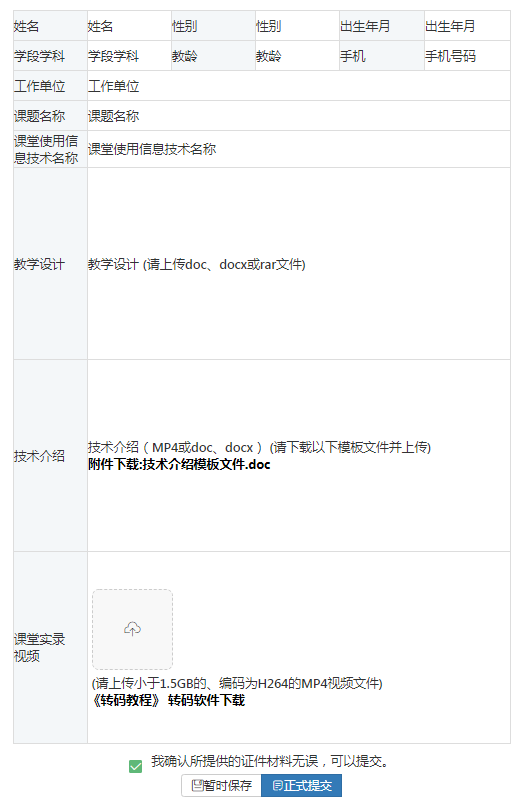 姓名 姓名 性别 性别 出生年月 出生年月
学段学科 学段学科 教龄 教龄 手机 手机号码
工作单位 工作单位
课题名称 课题名称
课堂使用信
息技术名称
课堂使用信息技术名称
教学设计 教学设计 (请上传doc、docx或rar文件)
技术介绍
技术介绍（MP4或doc、docx ）(请下载以下模板文件并上传)
附件下载:技术介绍模板文件.doc
课堂实录
视频
(请上传小于1.5GB的、编码为H264的MP4视频文件)
《转码教程》 转码软件下载
我确认所提供的证件材料无误，可以提交。
暂时保存 正式提交